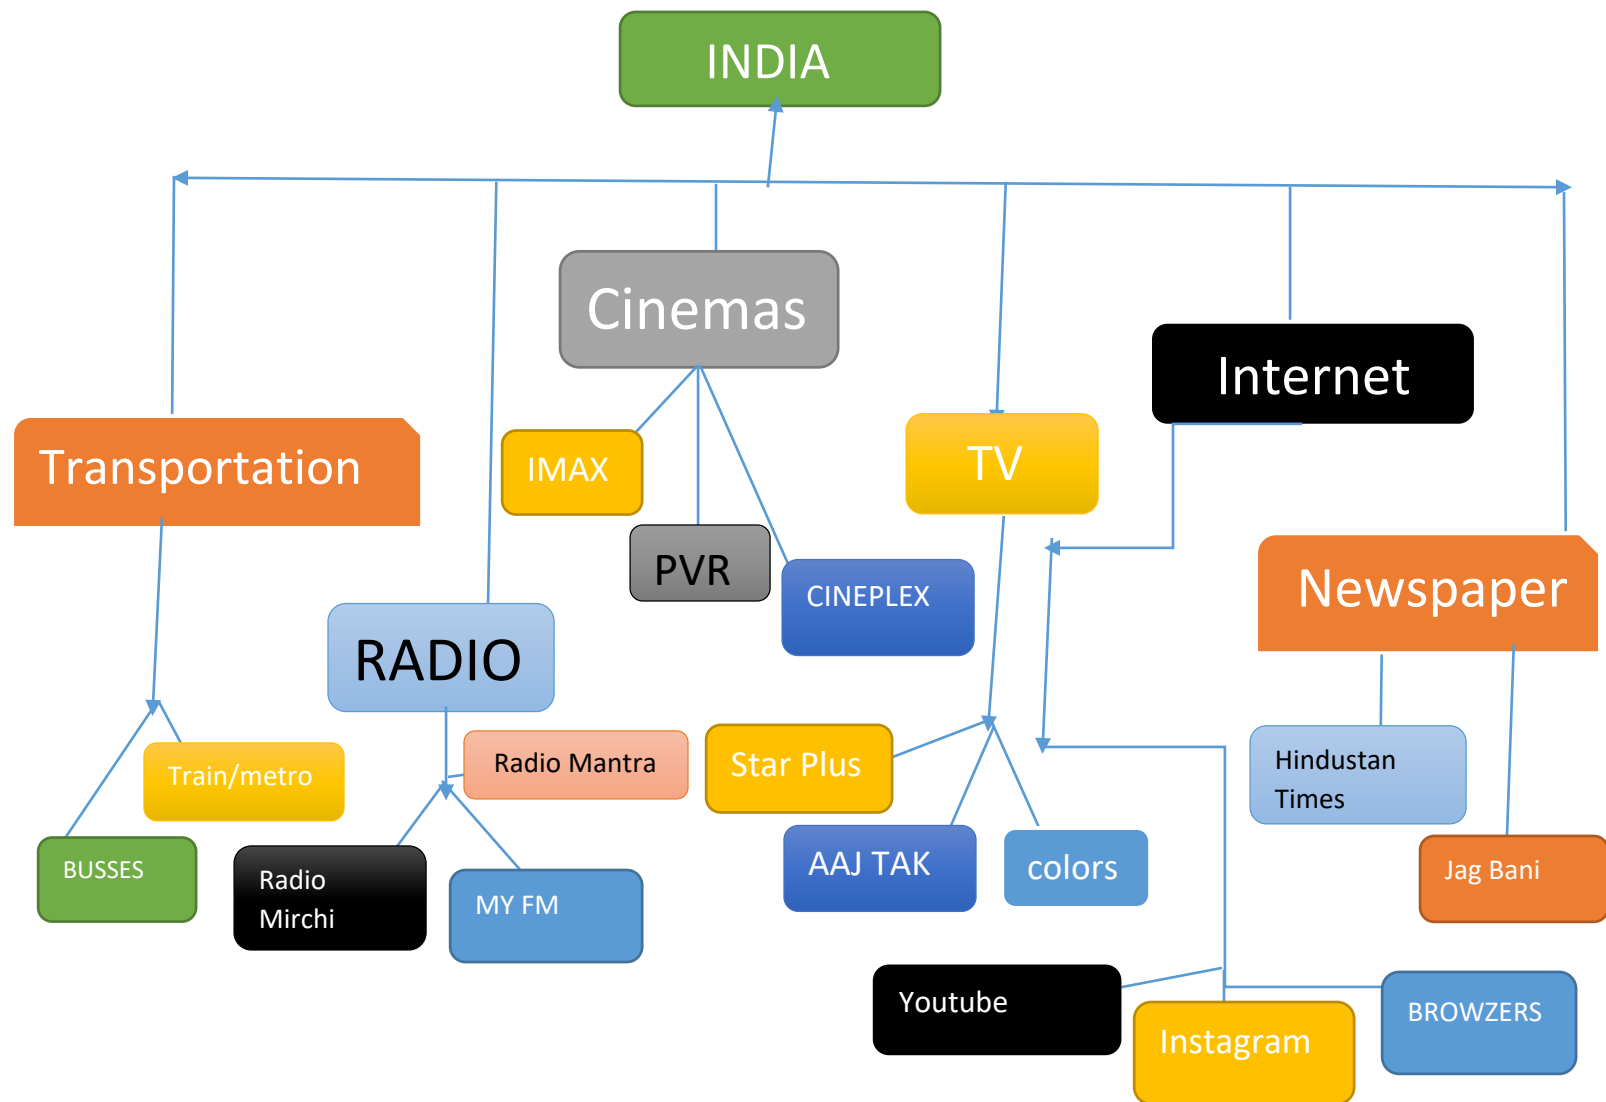 INDIA
Cinemas
Internet
Transportation
IMAX
TV
PVR
CINEPLEX
Newspaper
RADIO
Radio Mantra
Train/metro
Star Plus
Hindustan
Times
BUSSES
Radio
Mirchi
MY FM
AAJ TAK
colors
Jag Bani
Youtube
Instagram
BROWZERS